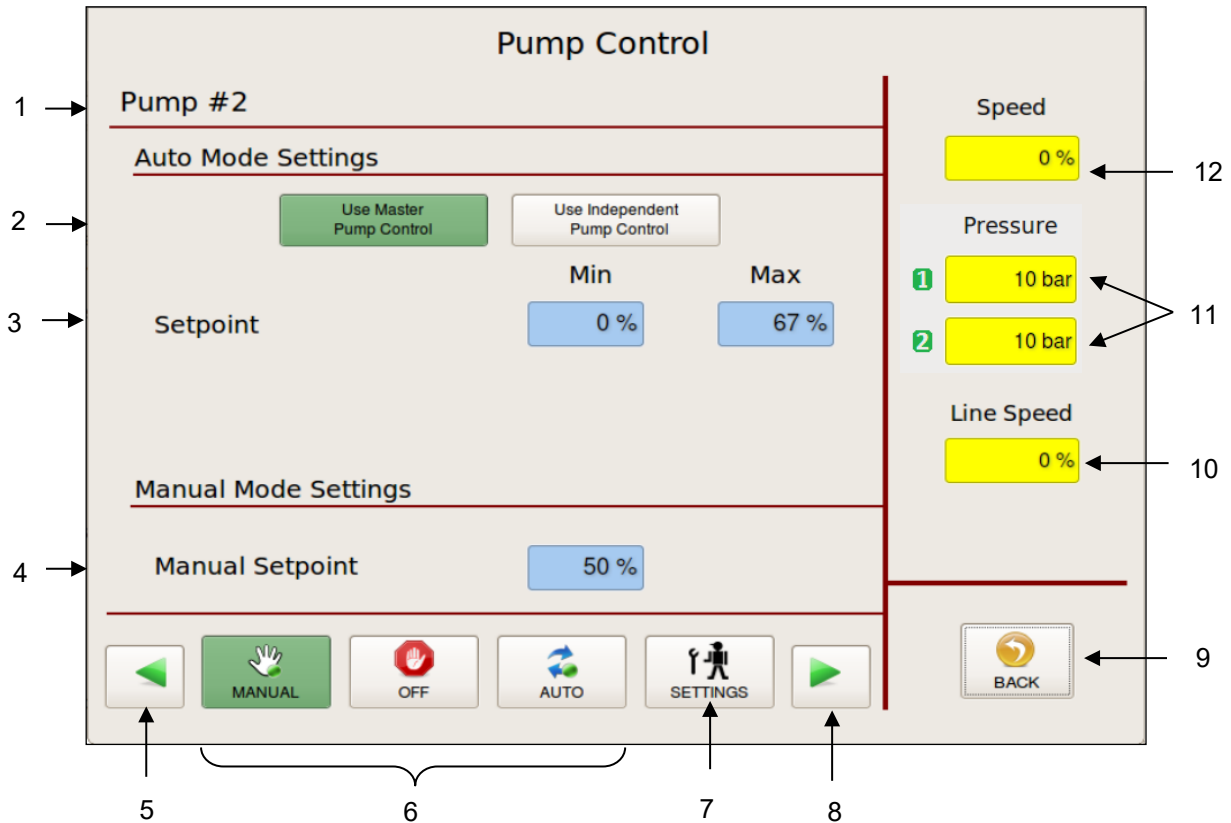 Pump Control
1
Pump #2
Speed
Auto Mode Settings
0 %
12
2
Use Master
Pump Control
Use Independent
Pump Control
Pressure
Min
Max
1
10 bar
11
3
Setpoint
0 %
67 %
2
10 bar
Line Speed
0 %
10
Manual Mode Settings
4
Manual Setpoint
50 %
MANUAL
OFF
AUTO
SETTINGS
BACK
9
5
6
7
8